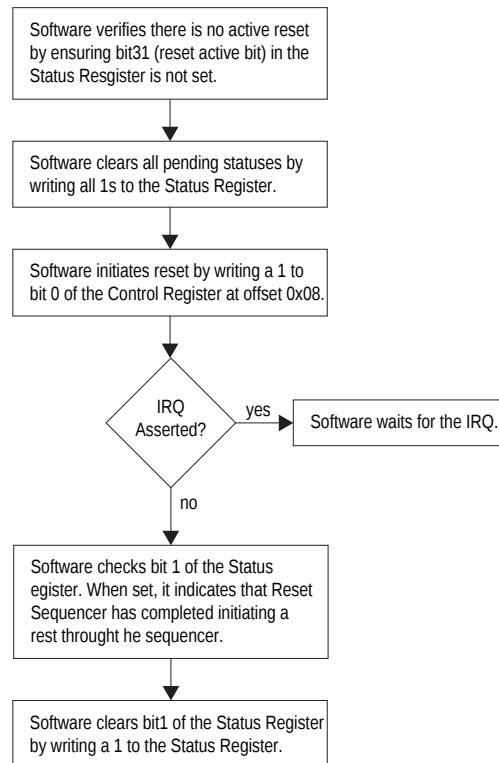 Software verifies there is no active reset
by ensuring bit31 (reset active bit) in the
Status Resgister is not set.
Software clears all pending statuses by
writing all 1s to the Status Register.
Software initiates reset by writing a 1 to
bit 0 of the Control Register at offset 0x08.
IRQ
Asserted?
yes
Software waits for the IRQ.
no
Software checks bit 1 of the Status
egister. When set, it indicates that Reset
Sequencer has completed initiating a
rest throught he sequencer.
Software clears bit1 of the Status Register
by writing a 1 to the Status Register.